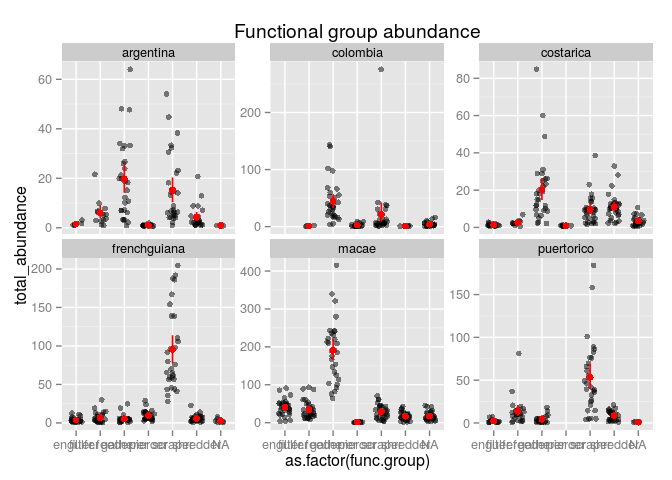 Functional group abundance
argentina
colombia
costarica
60
40
20
0
200
100
0
80
60
40
20
0
frenchguiana
macae
puertorico
200
150
100
50
0
400
300
200
100
0
150
100
50
0
scraper shredder NA
total_abundance
as.factor(func.group)